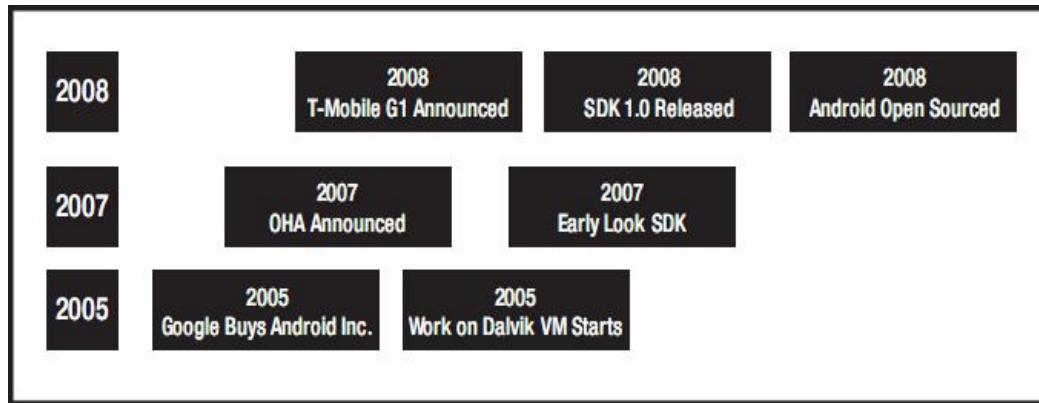 2008
2008
T-Mobile G1 Announced
2008
SDK 1.0 Released
2008
Android Open Sourced
2007
2007
OHA Announced
2007
Early Look SDK
2005
2005
Google Buys Android Inc.
2005
Work on Dalvik VM Starts